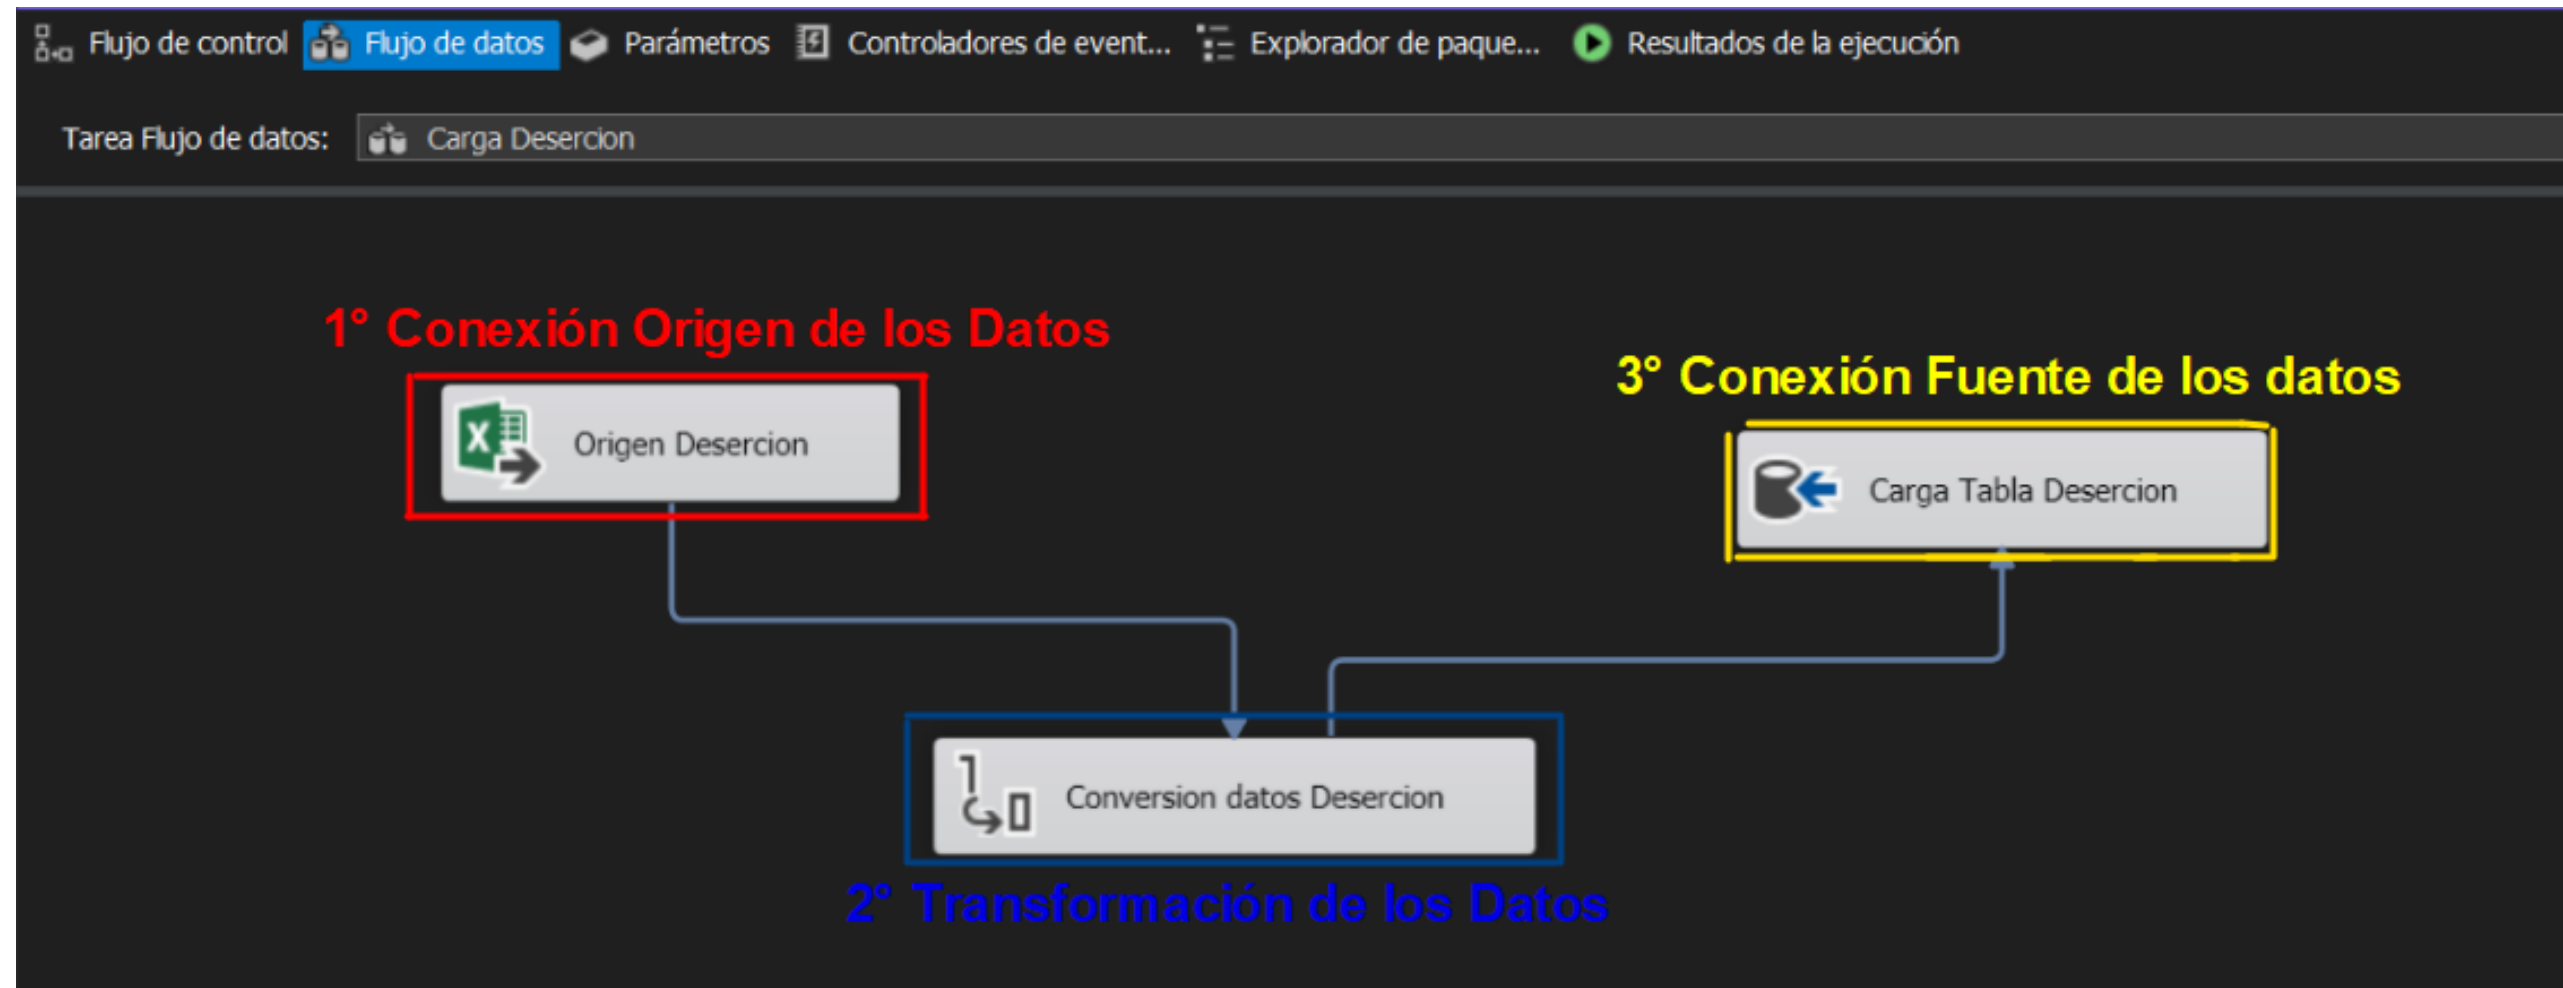 Flujo de control Flujo de datos Parámetros Controladores de event... Explorador de paque... Resultados de la ejecución
Tarea Flujo de datos: Carga Desercion
1° Conexión Origen de los Datos
Origen Desercion
3° Conexión Fuente de los datos
Carga Tabla Desercion
Conversion datos Desercion
2° Transformación de los Datos